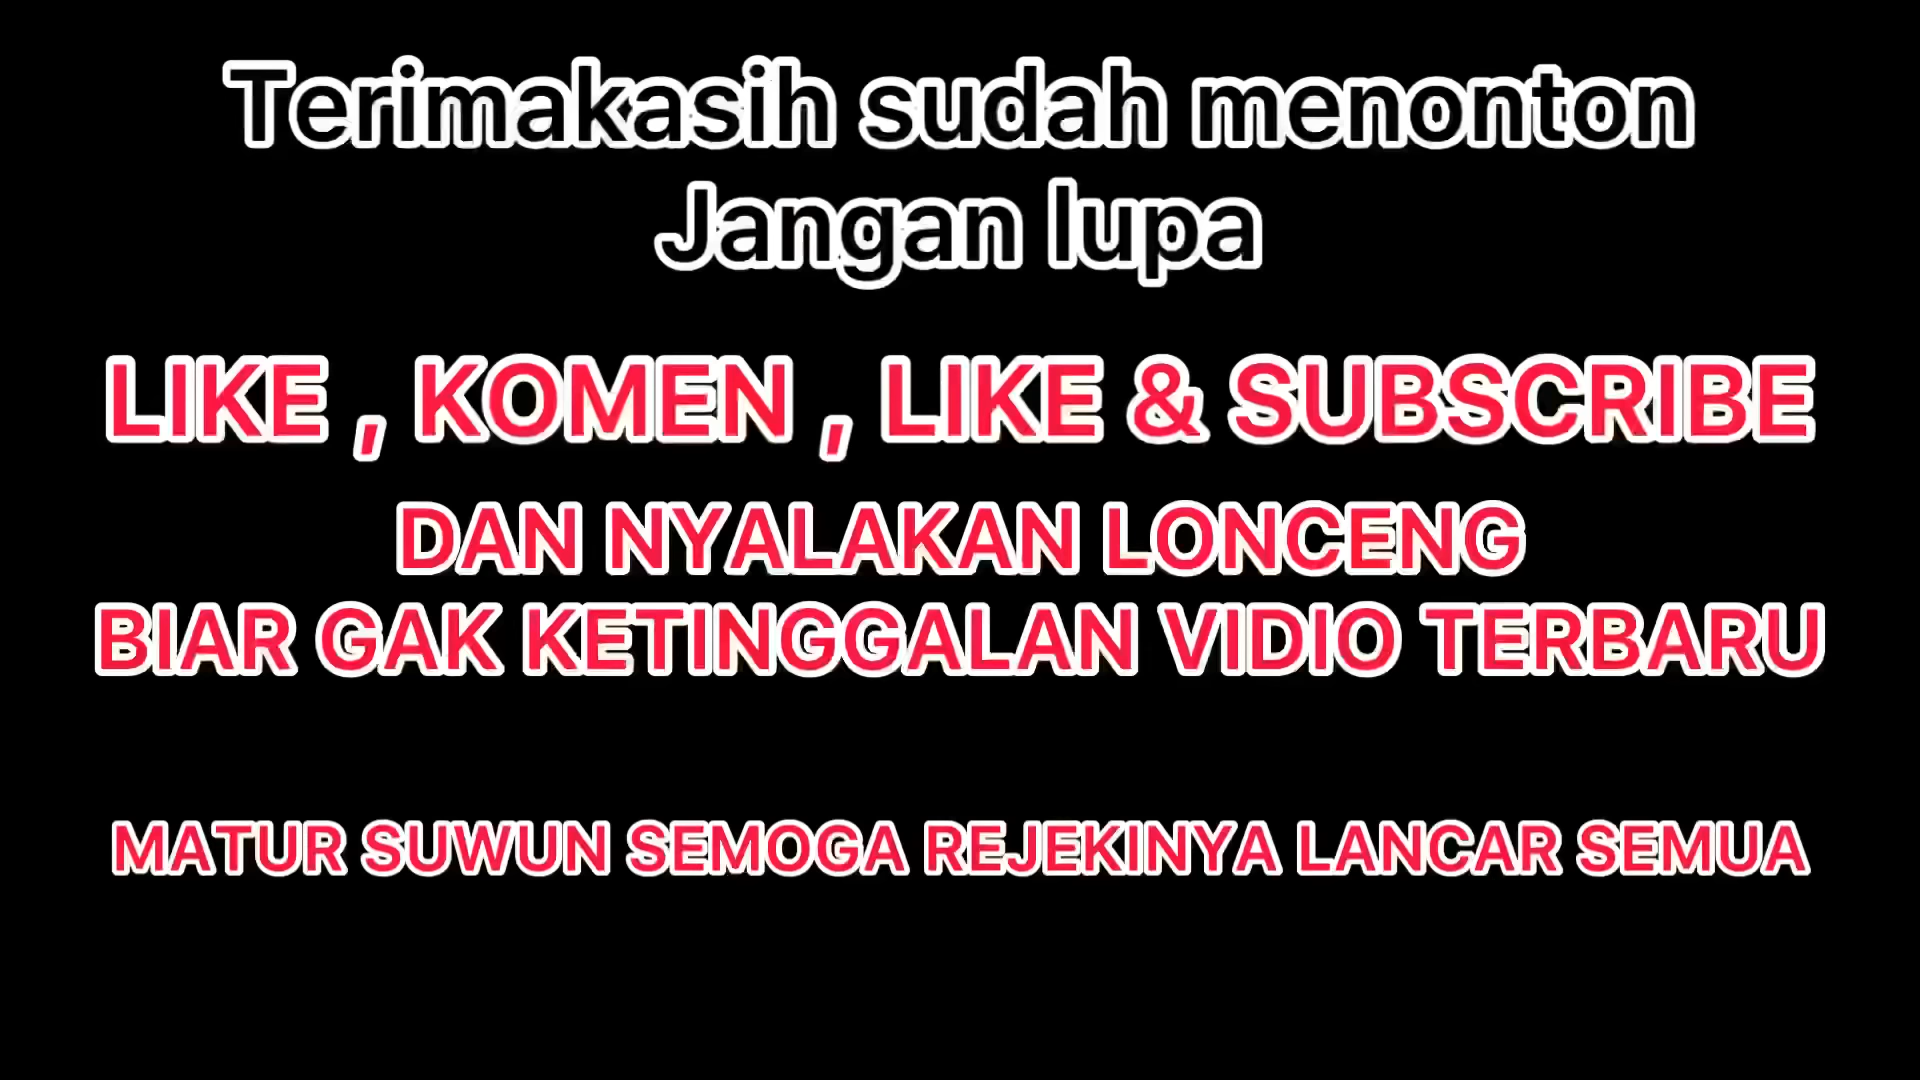 Terimakasih sudah menonton
Jangan lupa
LIKE , KOMEN , LIKE & SUBSCRIBE
DAN NYALAKAN LONCENG
BIAR GAK KETINGGALAN VIDIO TERBARU
MATUR SUWUN SEMOGA REJEKINYA LANCAR SEMUA